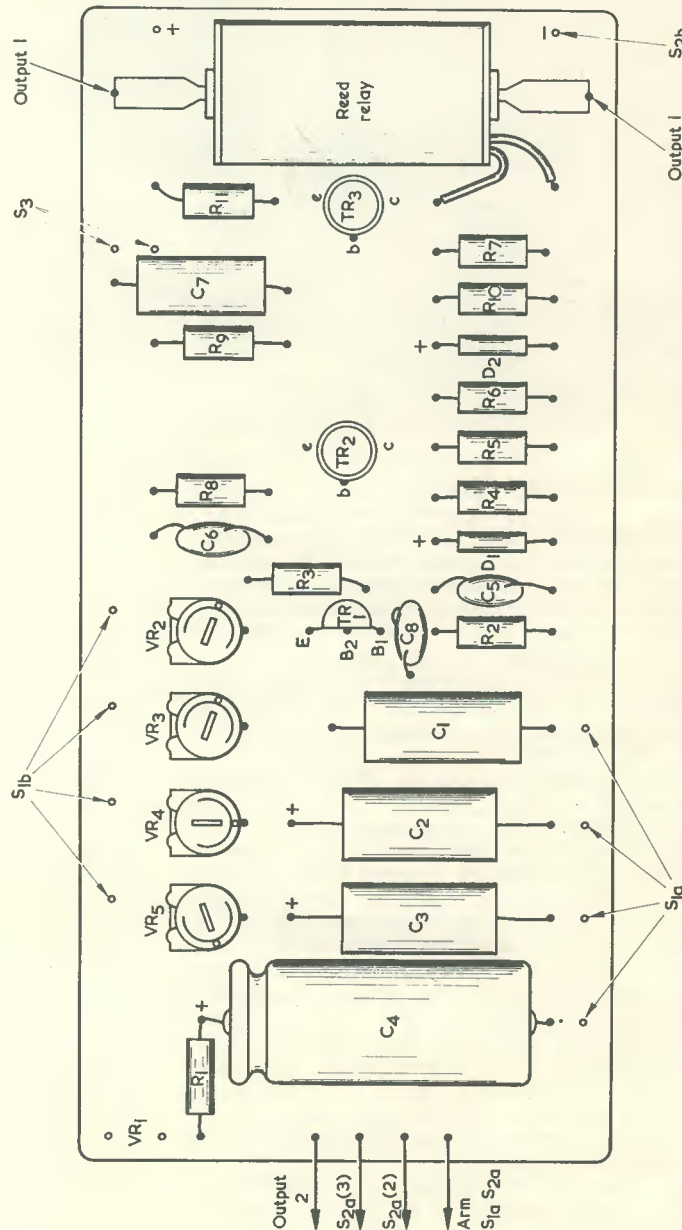 Output 1
S3
S1b
+
Reed relay
−
S2b
Output 1
R11
e
TR3
c
b
C7
R9
R7
R10
+
D2
R6
R5
R4
+
D1
C5
R2
e
TR2
c
b
R8
C6
R3
E
TR1
B2
B1
C8
VR2
VR3
VR4
VR5
C1
+
C2
+
C3
+
C4
R1
VR1
S1a
Output
2
S2a(3)
S2a(2)
Arm
S1a S2a